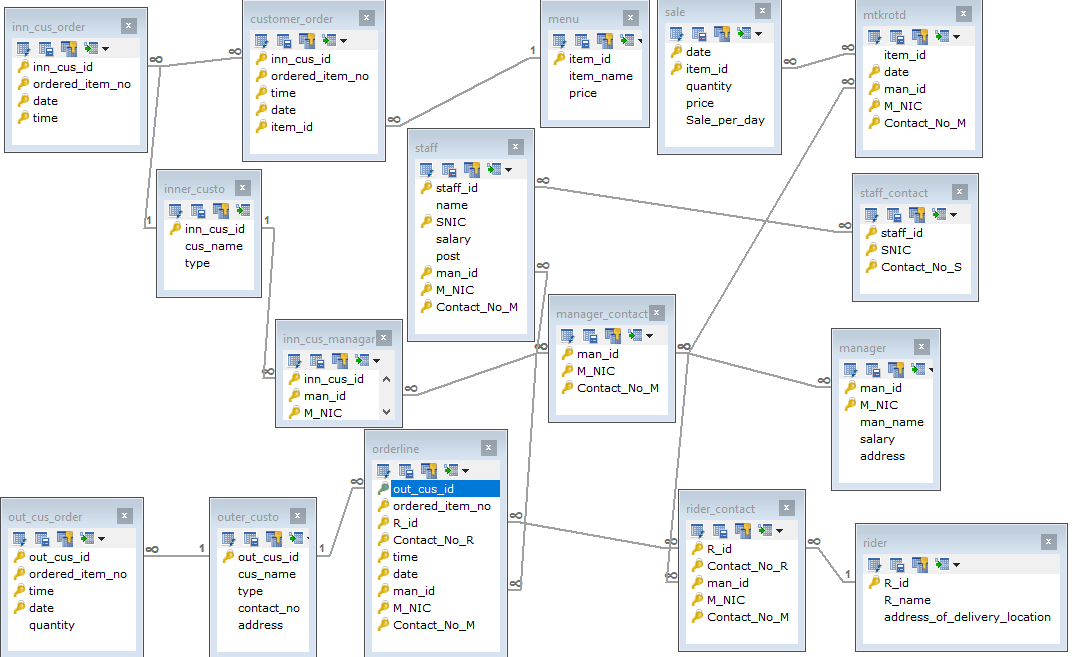 inn_cus_order
inn_cus_id
ordered_item_no
date
time
customer_order
inn_cus_id
ordered_item_no
time
date
item_id
menu
item_id
item_name
price
sale
date
item_id
quantity
price
Sale_per_day
mtkrotd
item_id
date
man_id
M_NIC
Contact_No_M
inner_custo
inn_cus_id
cus_name
type
staff
staff_id
name
SNIC
salary
post
man_id
M_NIC
Contact_No_M
staff_contact
staff_id
SNIC
Contact_No_S
inn_cus_managar
inn_cus_id
man_id
M_NIC
manager_contact
man_id
M_NIC
Contact_No_M
manager
man_id
M_NIC
man_name
salary
address
out_cus_order
out_cus_id
ordered_item_no
time
date
quantity
outer_custo
out_cus_id
cus_name
type
contact_no
address
orderline
out_cus_id
ordered_item_no
R_id
Contact_No_R
time
date
man_id
M_NIC
Contact_No_M
rider_contact
R_id
Contact_No_R
man_id
M_NIC
Contact_No_M
rider
R_id
R_name
address_of_delivery_location
∞
∞
∞
1
∞
∞
∞
1
1
∞
∞
∞
∞
∞
∞
∞
∞
∞
1
1
∞
∞
∞
∞
∞
∞
1